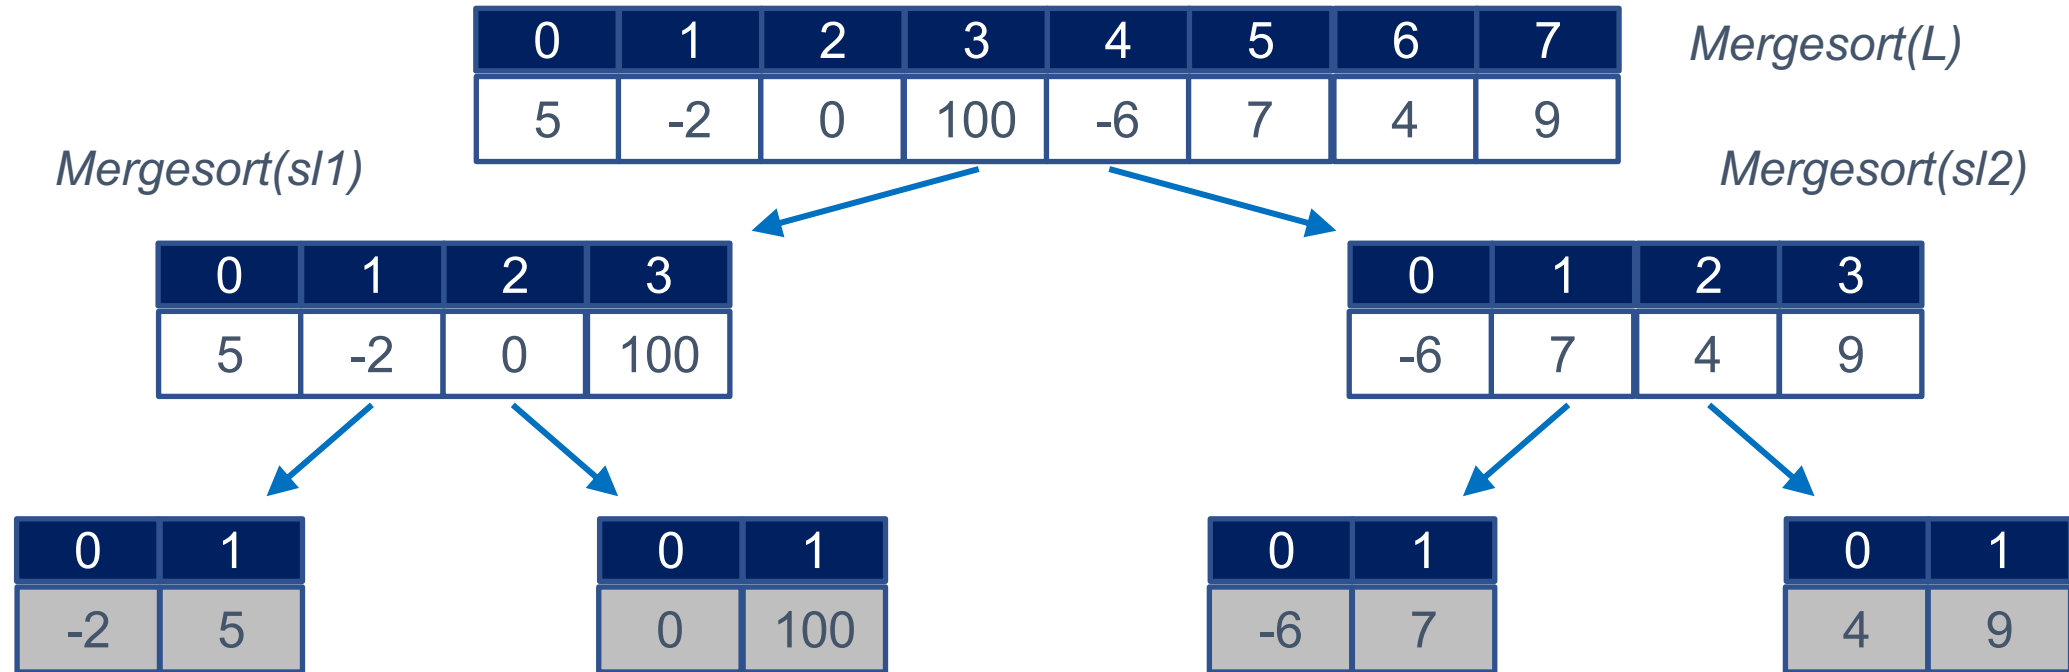 0 1 2 3 4 5 6 7 Mergesort(L)
5 -2 0 100 -6 7 4 9
Mergesort(sl1) Mergesort(sl2)
0 1 2 3 0 1 2 3
5 -2 0 100 -6 7 4 9
0 1 0 1 0 1 0 1
-2 5 0 100 -6 7 4 9